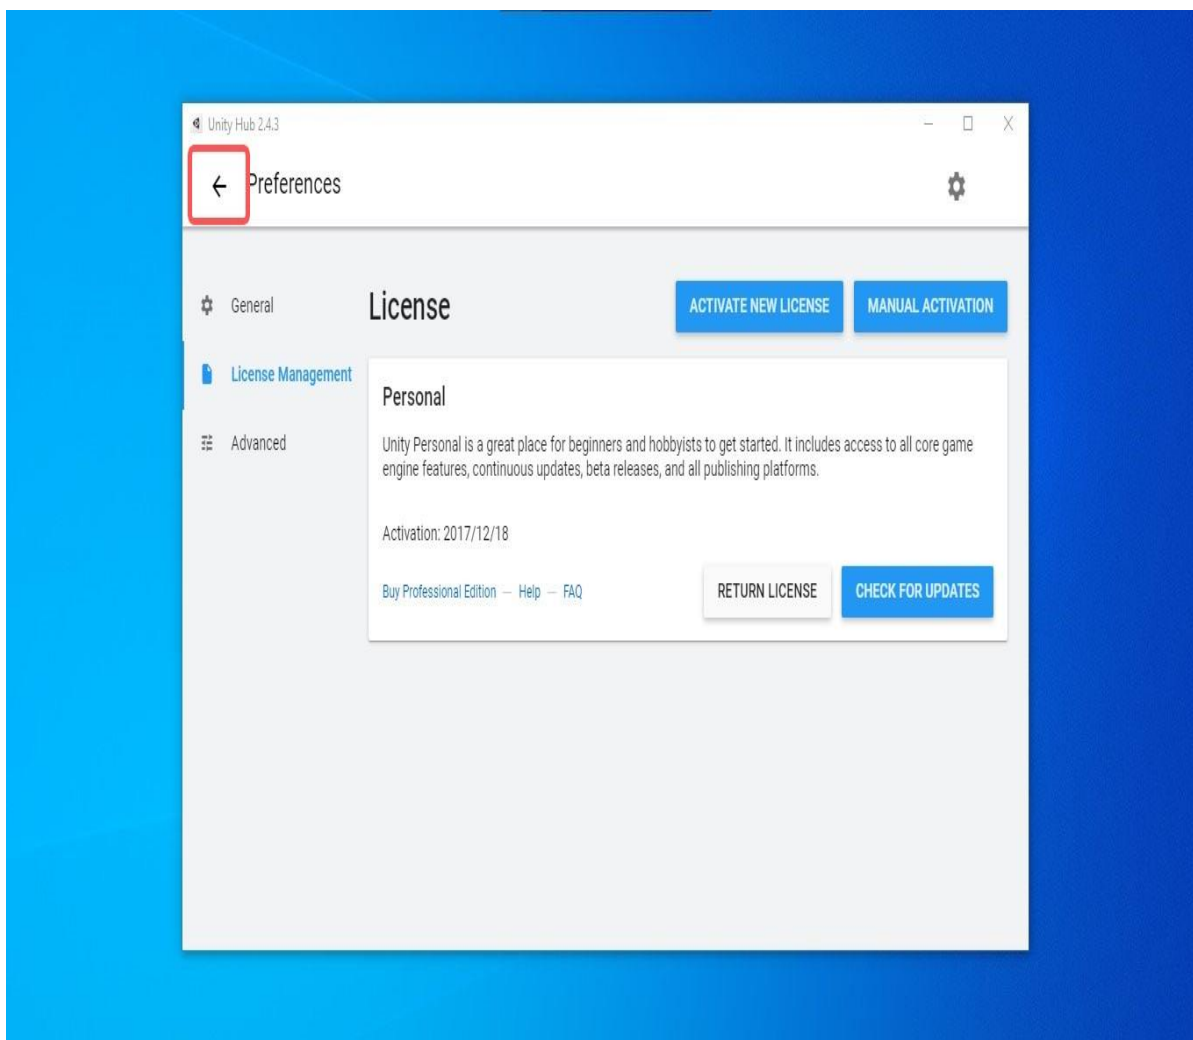 Unity Hub 2.4.3
Preferences
General
License Management
Advanced
License
ACTIVATE NEW LICENSE
MANUAL ACTIVATION
Personal
Unity Personal is a great place for beginners and hobbyists to get started. It includes access to all core game
engine features, continuous updates, beta releases, and all publishing platforms.
Activation: 2017/12/18
Buy Professional Edition — Help — FAQ
RETURN LICENSE
CHECK FOR UPDATES